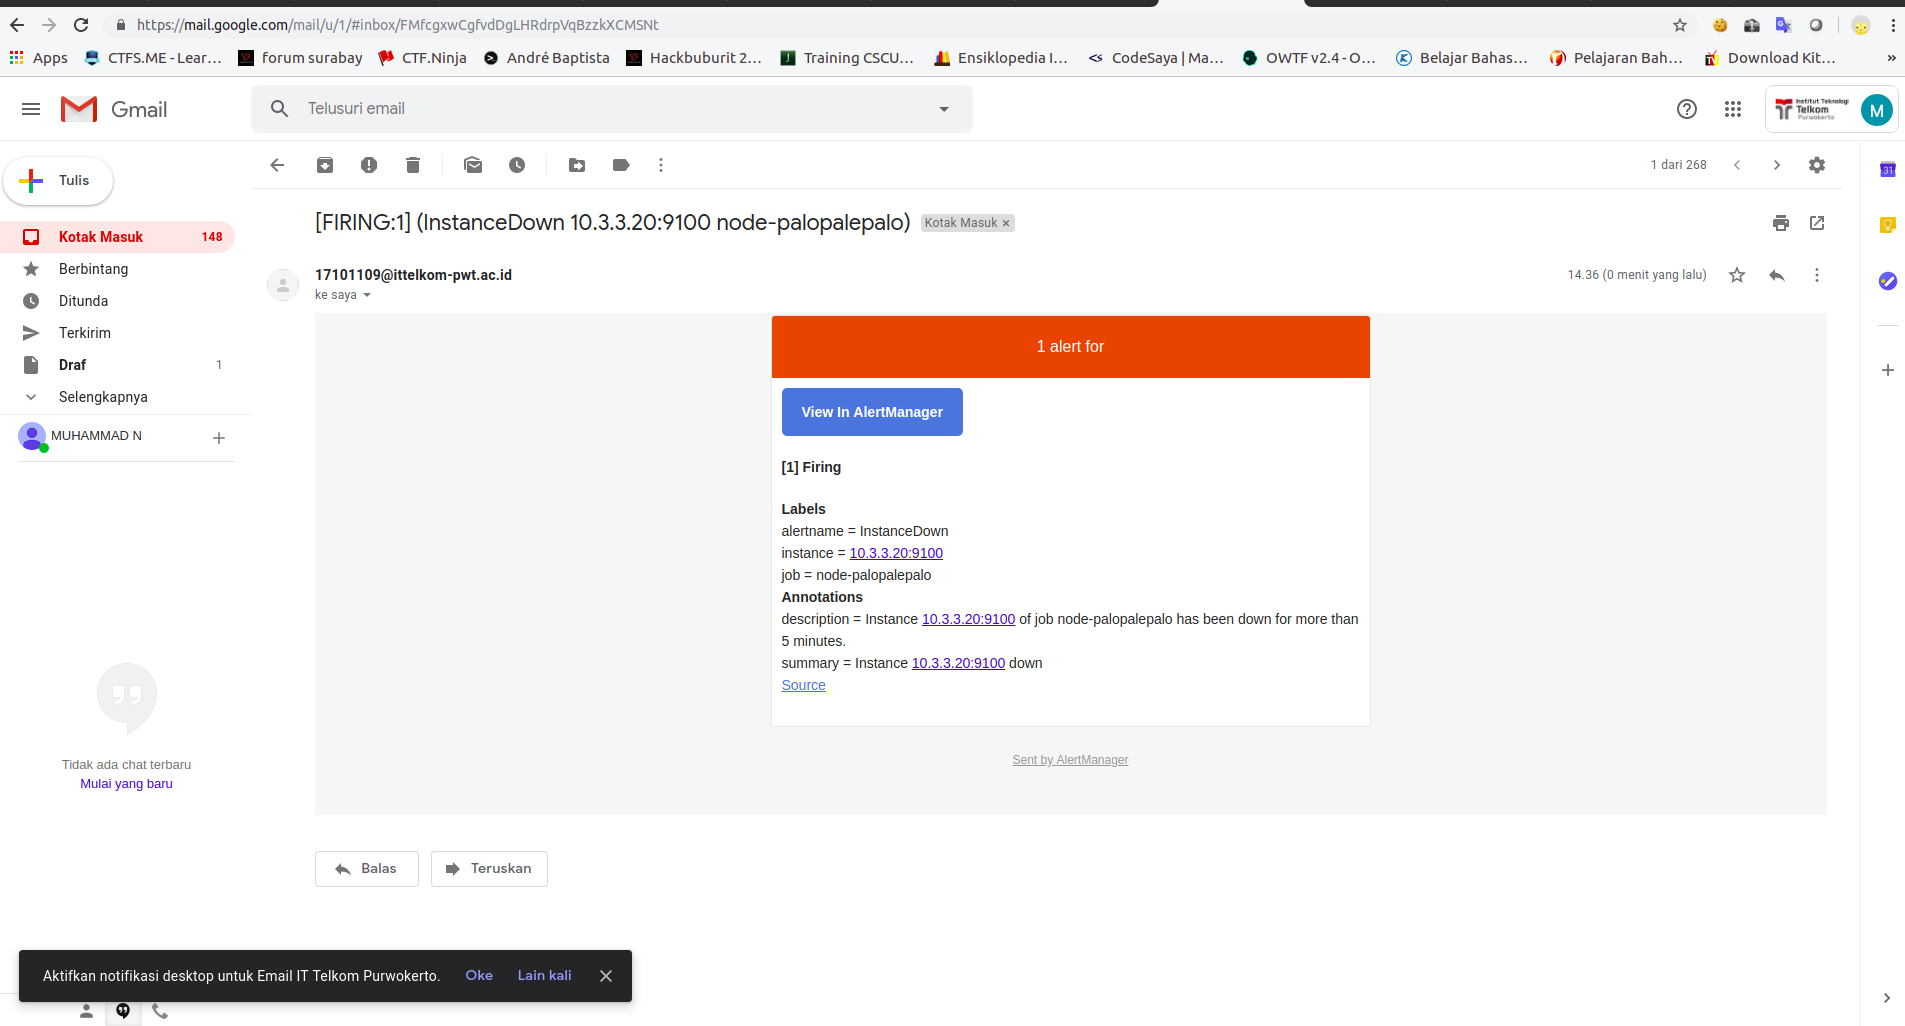 https://mail.google.com/mail/u/1/#inbox/FMfcgxwCgfvdDgLHRdrpVqBzzkXCMSNt
Apps CTFS.ME - Lear... forum surabay CTF.Ninja André Baptista Hackbuburit 2... Training CSCU... Ensiklopedia I... CodeSaya | Ma... OWTF v2.4 - O... Belajar Bahas... Pelajaran Bah... Download Kit... »
Gmail
Telusuri email
Institut Teknologi
Telkom
Purwokerto
M
Tulis
1 dari 268
31
Kotak Masuk 148
Berbintang
Ditunda
Terkirim
Draf 1
Selengkapnya
MUHAMMAD N
Tidak ada chat terbaru
Mulai yang baru
[FIRING:1] (InstanceDown 10.3.3.20:9100 node-palopalepalo) Kotak Masuk ×
17101109@ittelkom-pwt.ac.id
14.36 (0 menit yang lalu)
ke saya
1 alert for
View In AlertManager
[1] Firing
Labels
alertname = InstanceDown
instance = 10.3.3.20:9100
job = node-palopalepalo
Annotations
description = Instance 10.3.3.20:9100 of job node-palopalepalo has been down for more than
5 minutes.
summary = Instance 10.3.3.20:9100 down
Source
Sent by AlertManager
Balas Teruskan
Aktifkan notifikasi desktop untuk Email IT Telkom Purwokerto. Oke Lain kali